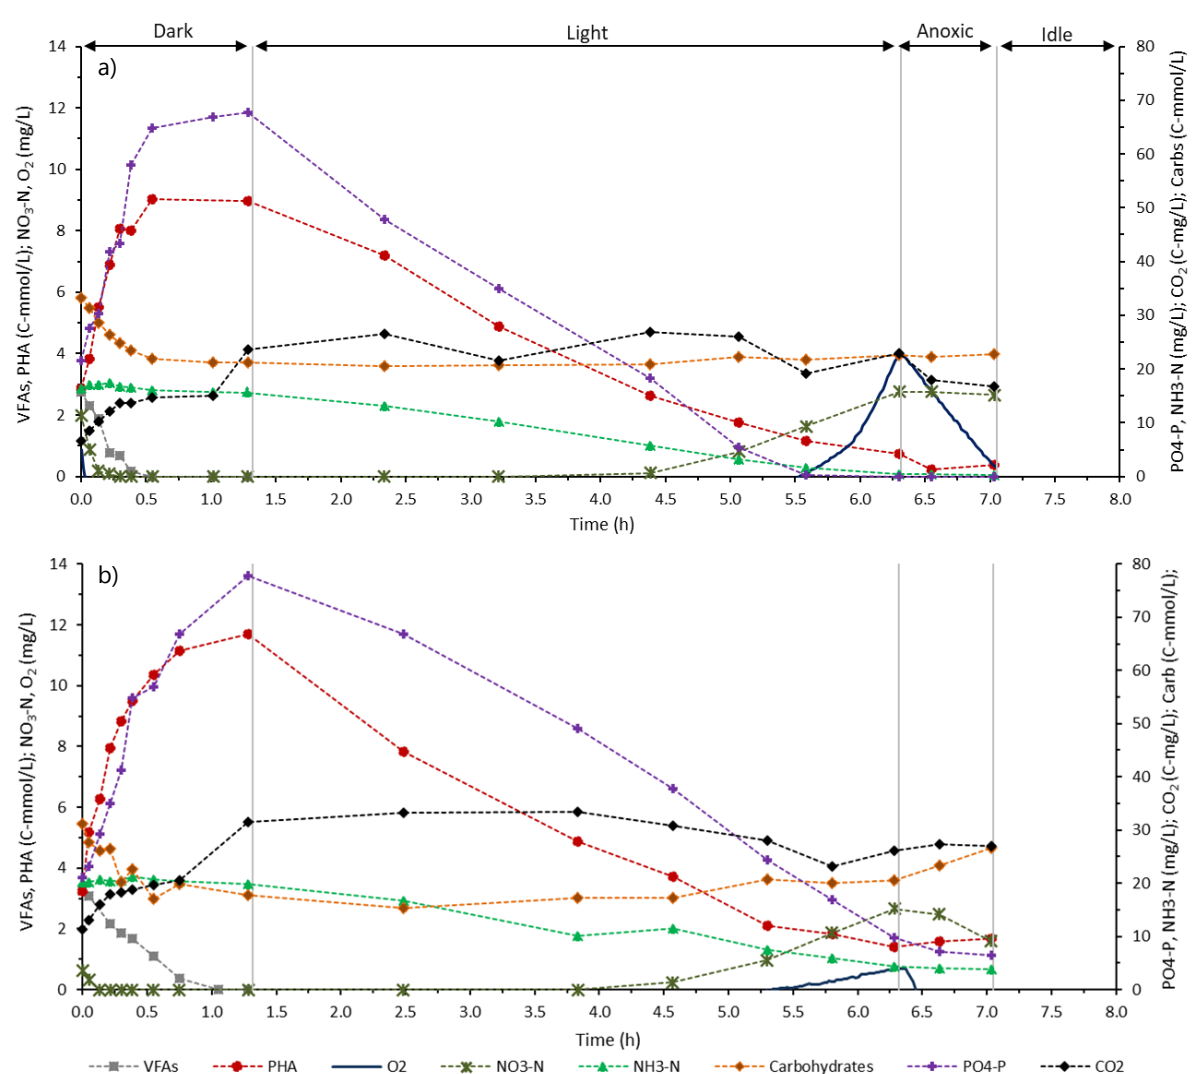 Dark
Light
Anoxic
Idle
a)
14
12
10
8
6
4
2
0
80
70
60
50
40
30
20
10
0
VFAs, PHA (C-mmol/L); NO3-N, O2 (mg/L)
PO4-P, NH3-N (mg/L); CO2 (C-mg/L); Carbs (C-mmol/L)
0.0 0.5 1.0 1.5 2.0 2.5 3.0 3.5 4.0 4.5 5.0 5.5 6.0 6.5 7.0 7.5 8.0
Time (h)
b)
14
12
10
8
6
4
2
0
80
70
60
50
40
30
20
10
0
VFAs, PHA (C-mmol/L); NO3-N, O2 (mg/L)
PO4-P, NH3-N (mg/L); CO2 (C-mg/L); Carb (C-mmol/L);
0.0 0.5 1.0 1.5 2.0 2.5 3.0 3.5 4.0 4.5 5.0 5.5 6.0 6.5 7.0 7.5 8.0
Time (h)
VFAs PHA O2 NO3-N NH3-N Carbohydrates PO4-P CO2